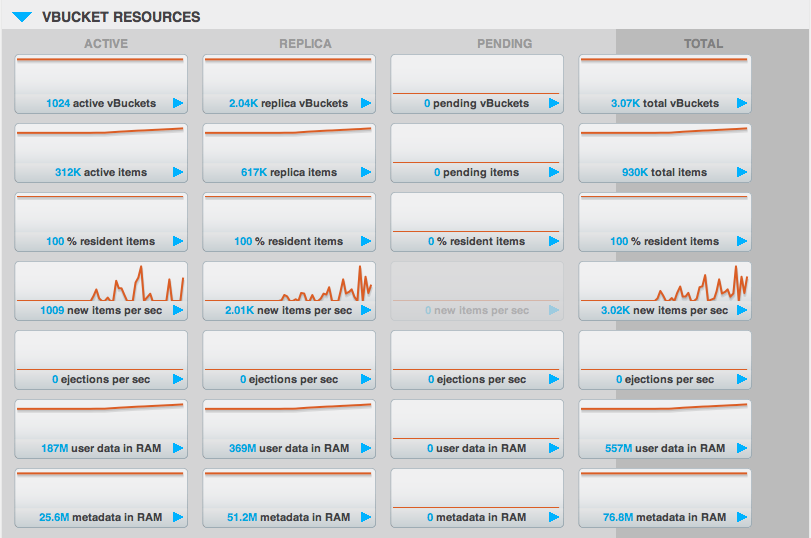 VBUCKET RESOURCES
ACTIVE REPLICA PENDING TOTAL
1024 active vBuckets 2.04K replica vBuckets 0 pending vBuckets 3.07K total vBuckets
312K active items 617K replica items 0 pending items 930K total items
100 % resident items 100 % resident items 0 % resident items 100 % resident items
1009 new items per sec 2.01K new items per sec 0 new items per sec 3.02K new items per sec
0 ejections per sec 0 ejections per sec 0 ejections per sec 0 ejections per sec
187M user data in RAM 369M user data in RAM 0 user data in RAM 557M user data in RAM
25.6M metadata in RAM 51.2M metadata in RAM 0 metadata in RAM 76.8M metadata in RAM